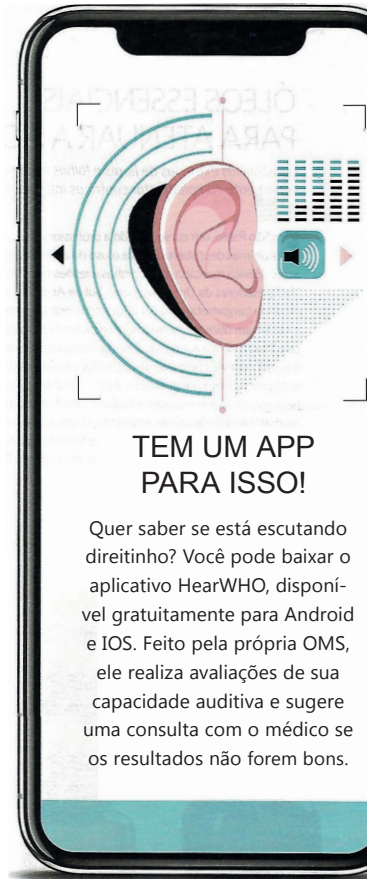 TEM UM APP
PARA ISSO!
Quer saber se está escutando
direitinho? Você pode baixar o
aplicativo HearWHO, disponí-
vel gratuitamente para Android
e IOS. Feito pela própria OMS,
ele realiza avaliações de sua
capacidade auditiva e sugere
uma consulta com o médico se
os resultados não forem bons.